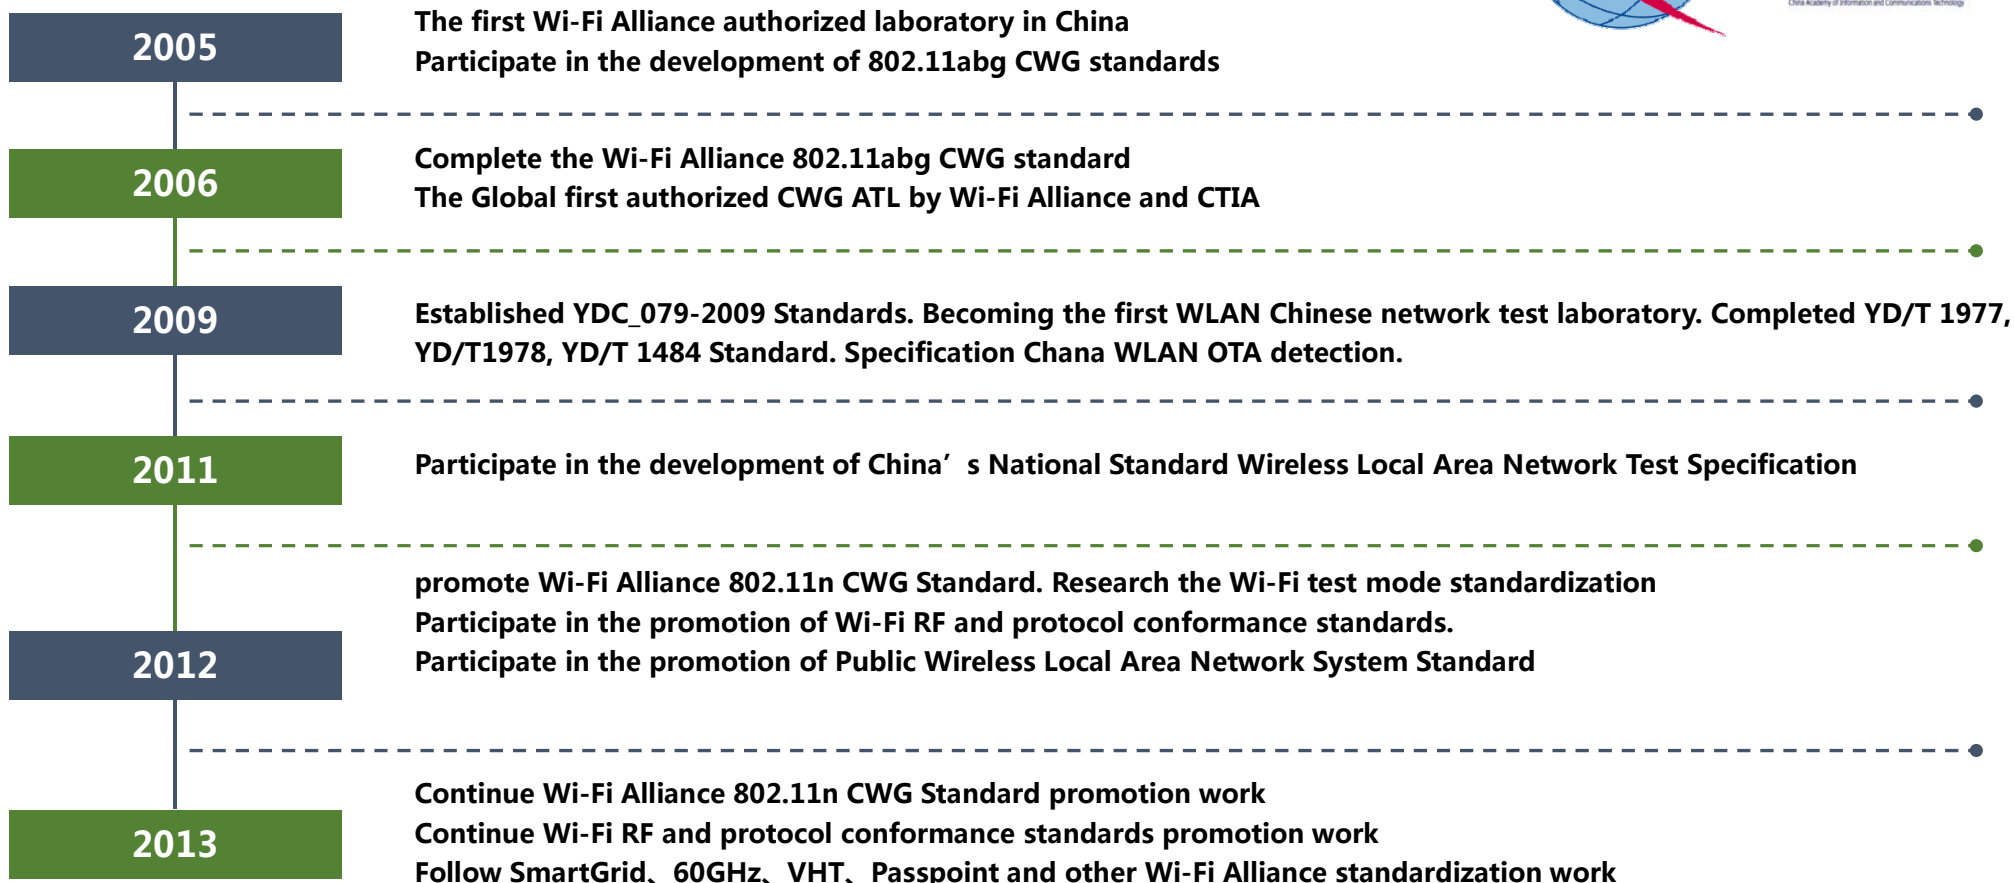 China Academy of Information and Communications Technology
2005
The first Wi-Fi Alliance authorized laboratory in China
Participate in the development of 802.11abg CWG standards
2006
Complete the Wi-Fi Alliance 802.11abg CWG standard
The Global first authorized CWG ATL by Wi-Fi Alliance and CTIA
2009
Established YDC_079-2009 Standards. Becoming the first WLAN Chinese network test laboratory. Completed YD/T 1977,
YD/T1978, YD/T 1484 Standard. Specification Chana WLAN OTA detection.
2011
Participate in the development of China’s National Standard Wireless Local Area Network Test Specification
2012
promote Wi-Fi Alliance 802.11n CWG Standard. Research the Wi-Fi test mode standardization
Participate in the promotion of Wi-Fi RF and protocol conformance standards.
Participate in the promotion of Public Wireless Local Area Network System Standard
2013
Continue Wi-Fi Alliance 802.11n CWG Standard promotion work
Continue Wi-Fi RF and protocol conformance standards promotion work
Follow SmartGrid、60GHz、VHT、Passpoint and other Wi-Fi Alliance standardization work